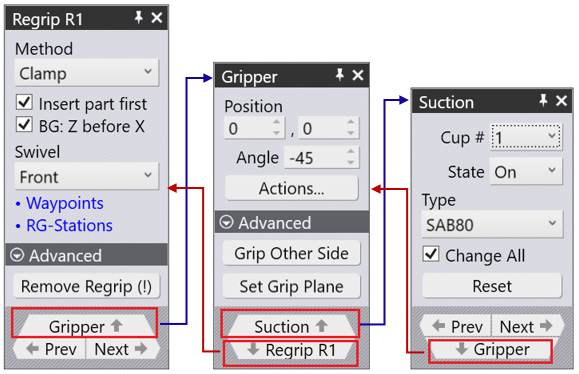 Regrip R1
Method
Clamp
Insert part first
BG: Z before X
Swivel
Front
• Waypoints
• RG-Stations
Advanced
Remove Regrip (!)
Gripper
Prev Next
Gripper
Position
0 , 0
Angle -45
Actions...
Advanced
Grip Other Side
Set Grip Plane
Suction
Regrip R1
Suction
Cup # 1
State On
Type
SAB80
Change All
Reset
Prev Next
Gripper